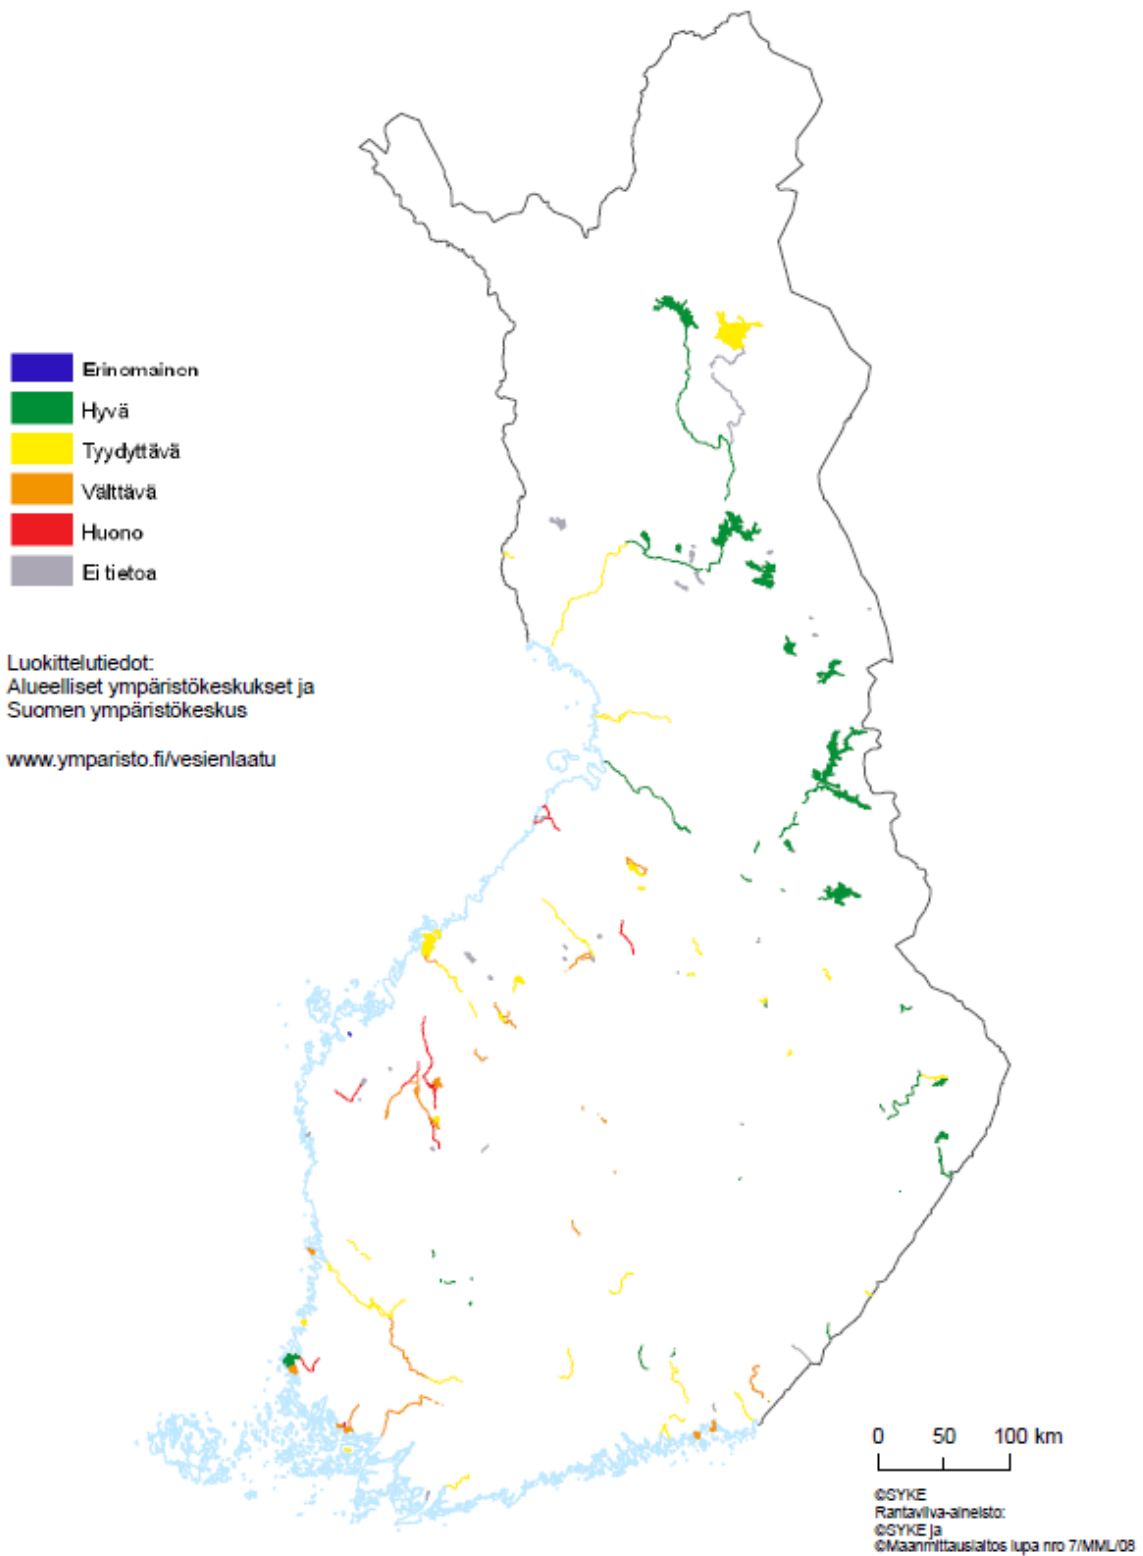 Erinomainen
Hyvä
Tyydyttävä
Välttävä
Huono
Ei tietoa
Luokittelutiedot:
Alueelliset ympäristökeskukset ja
Suomen ympäristökeskus
www.ymparisto.fi/vesienlaatu
0 50 100 km
©SYKE
Rantaviiva-aineisto:
©SYKE ja
©Maanmittauslaitos lupa nro 7/MML/08